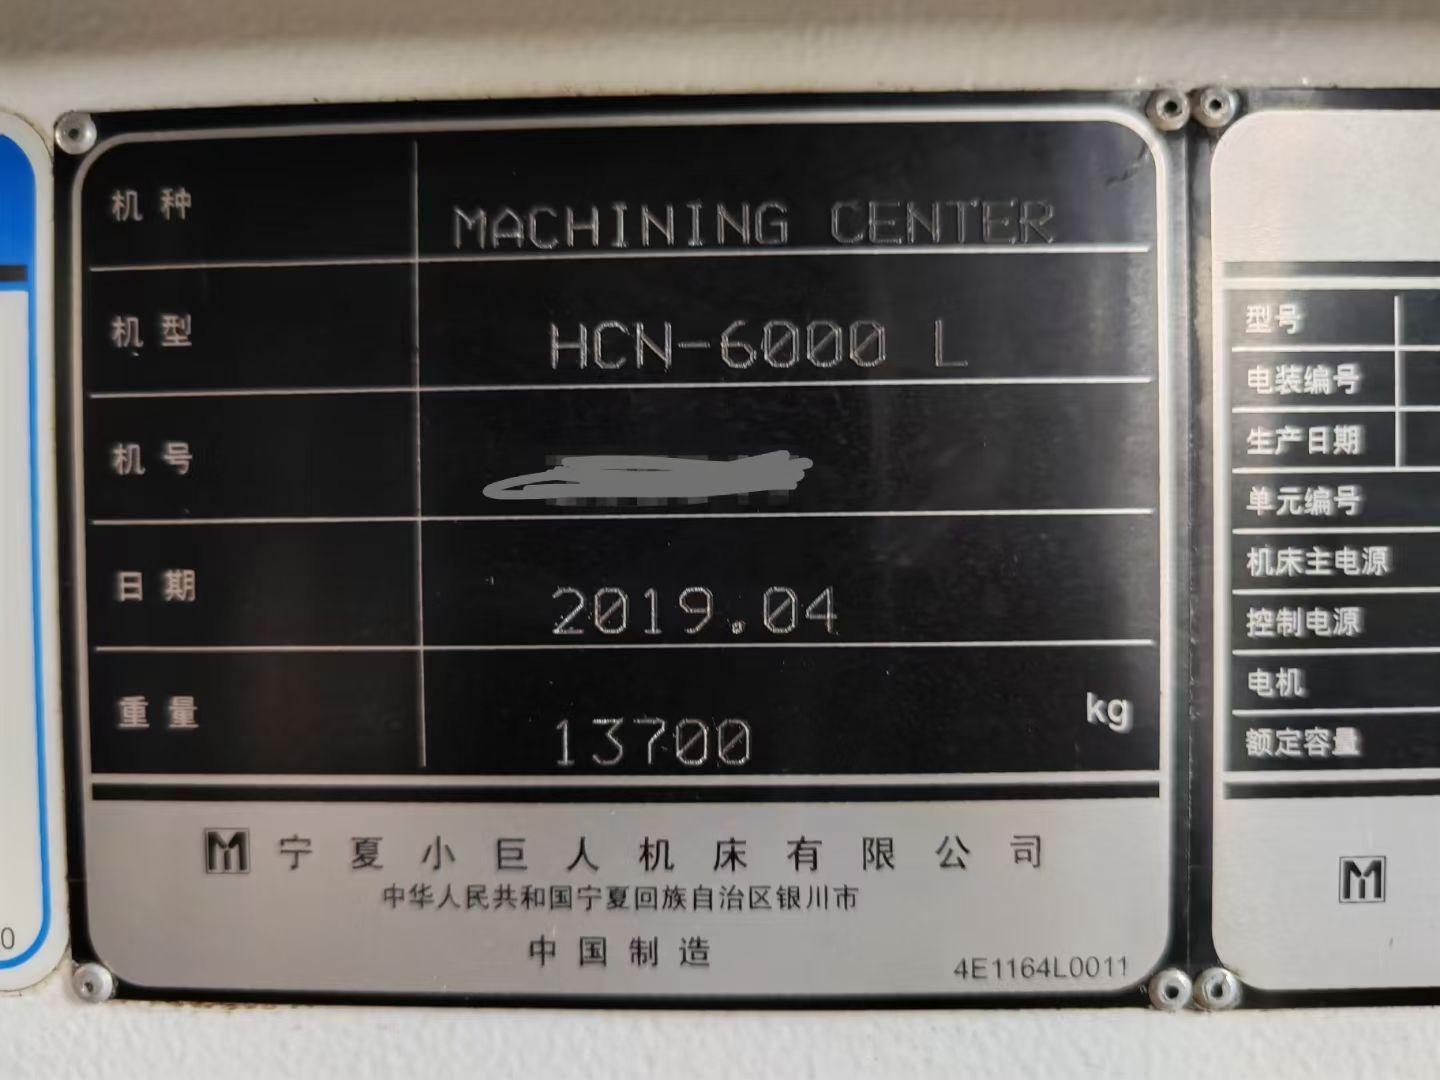 机种 MACHINING CENTER
机型 HCN-6000 L
机号
日期 2019.04
重量 13700 kg
宁夏小巨人机床有限公司
中华人民共和国宁夏回族自治区银川市
中国制造
4E1164L0011
型号
电装编号
生产日期
单元编号
机床主电源
控制电源
电机
额定容量
0